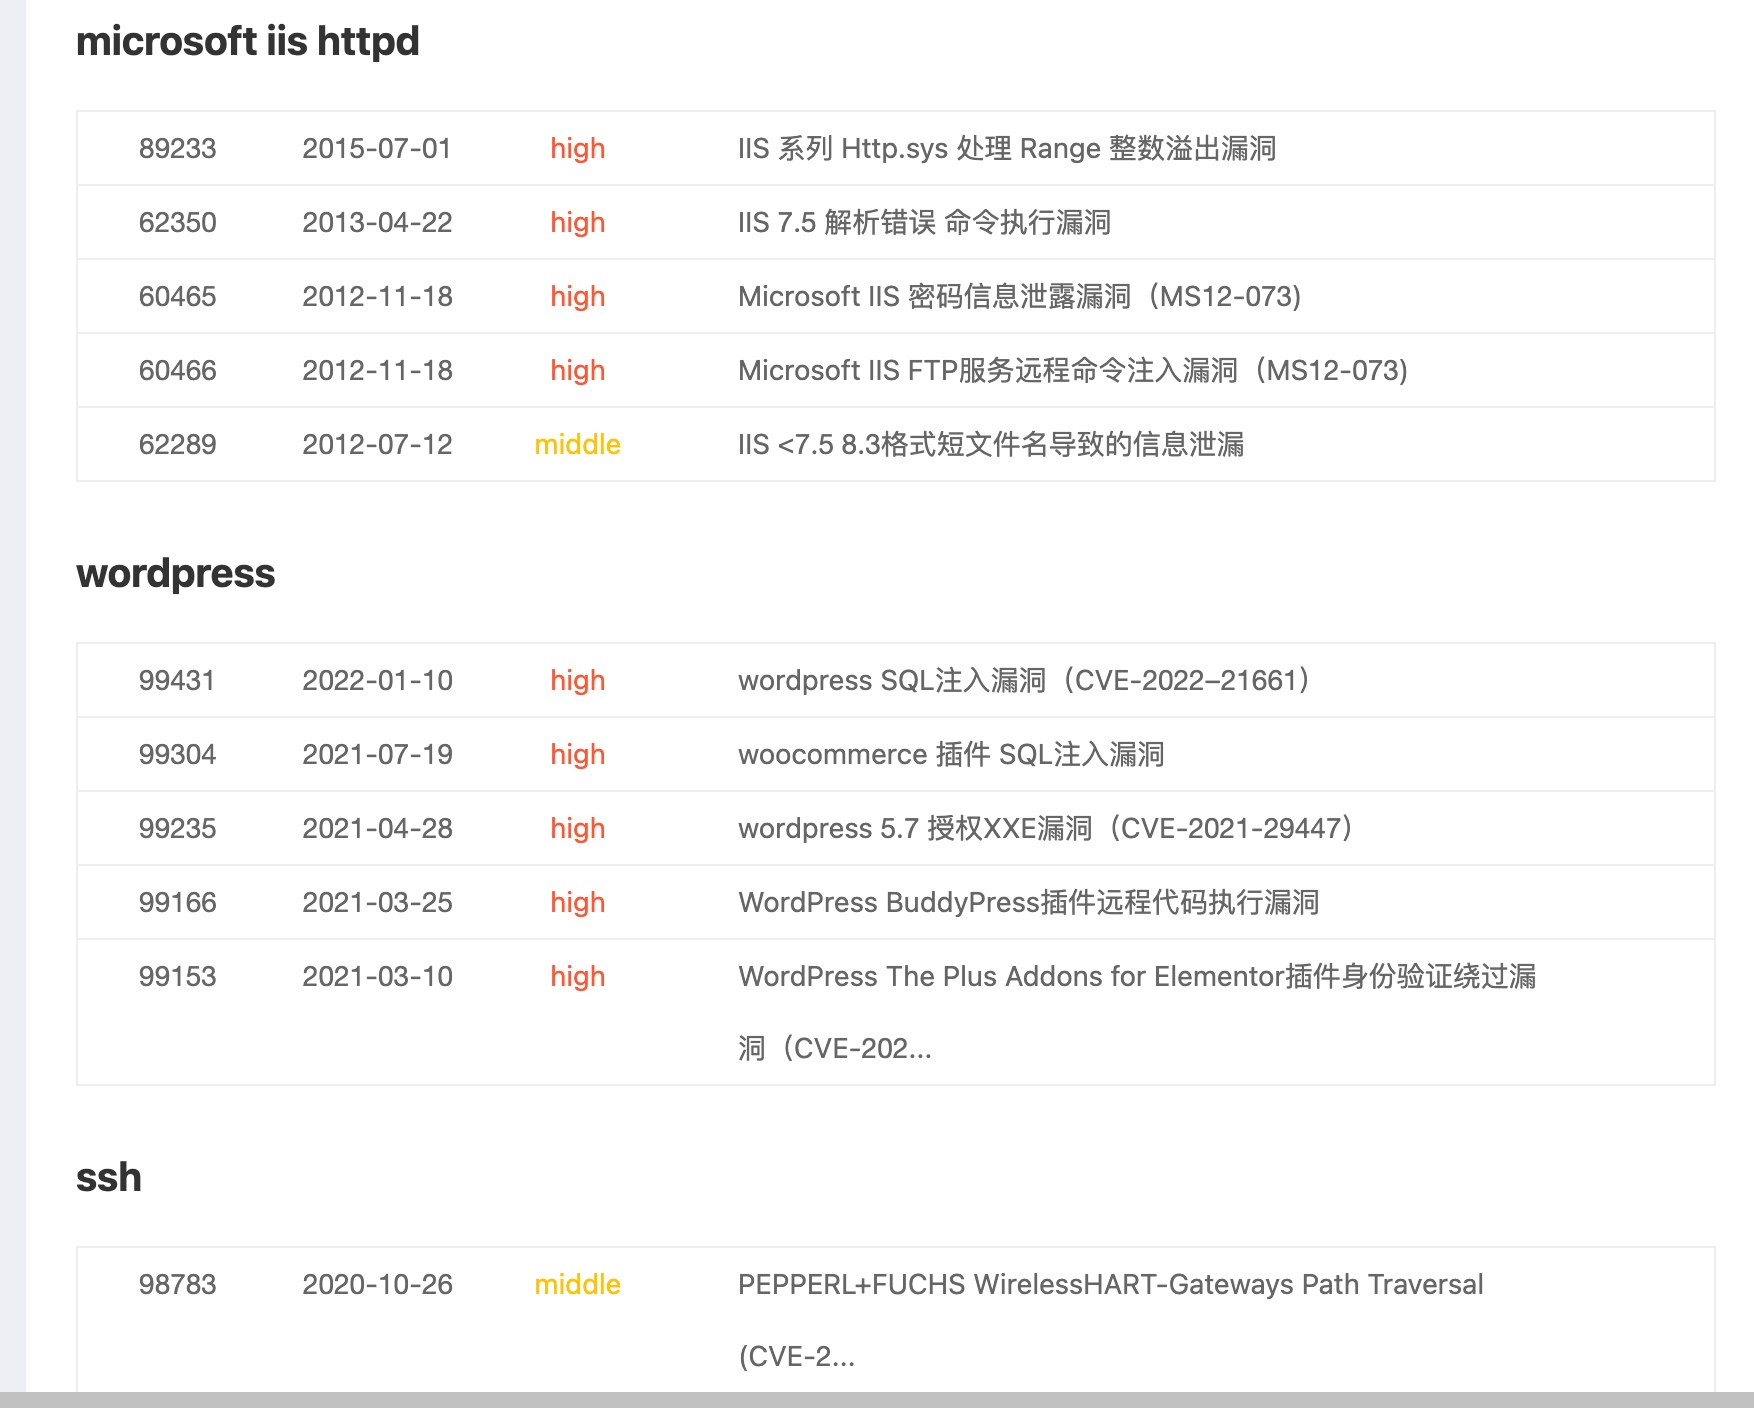 microsoft iis httpd
89233 2015-07-01 high IIS 系列 Http.sys 处理 Range 整数溢出漏洞
62350 2013-04-22 high IIS 7.5 解析错误 命令执行漏洞
60465 2012-11-18 high Microsoft IIS 密码信息泄露漏洞（MS12-073)
60466 2012-11-18 high Microsoft IIS FTP服务远程命令注入漏洞（MS12-073)
62289 2012-07-12 middle IIS <7.5 8.3格式短文件名导致的信息泄漏
wordpress
99431 2022-01-10 high wordpress SQL注入漏洞（CVE-2022–21661）
99304 2021-07-19 high woocommerce 插件 SQL注入漏洞
99235 2021-04-28 high wordpress 5.7 授权XXE漏洞（CVE-2021-29447）
99166 2021-03-25 high WordPress BuddyPress插件远程代码执行漏洞
99153 2021-03-10 high WordPress The Plus Addons for Elementor插件身份验证绕过漏
洞（CVE-202...
ssh
98783 2020-10-26 middle PEPPERL+FUCHS WirelessHART-Gateways Path Traversal
(CVE-2...